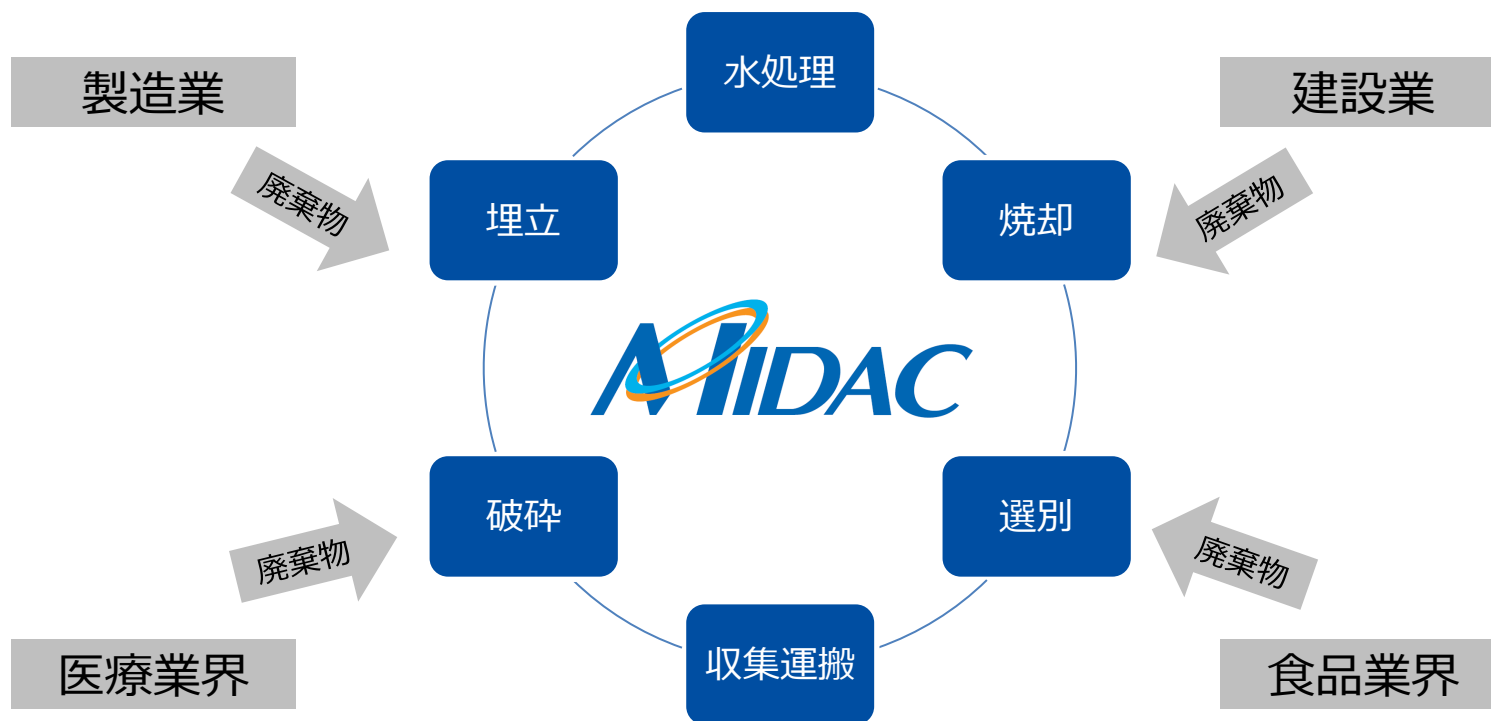 水処理
製造業
建設業
廃棄物
埋立
焼却
廃棄物
MIDAC
廃棄物
破砕
選別
廃棄物
医療業界
収集運搬
食品業界